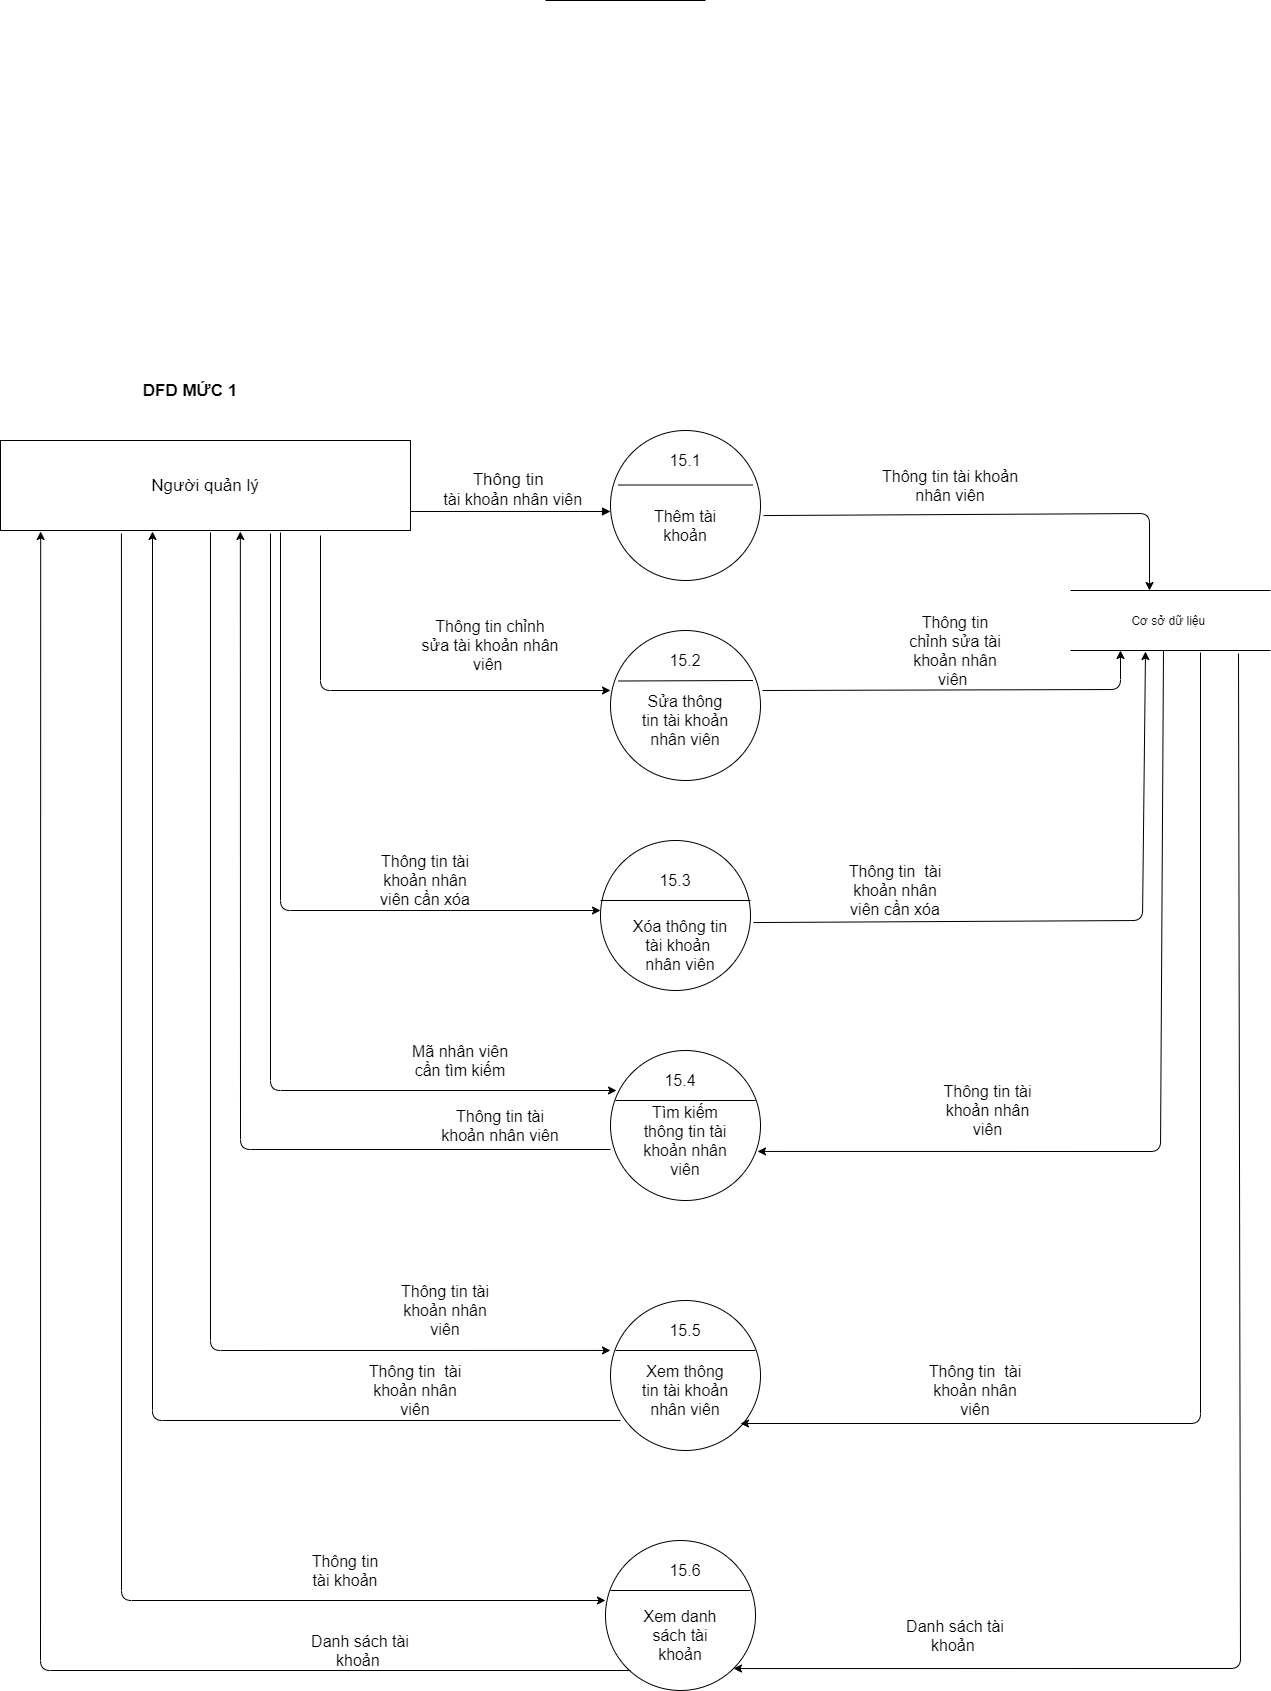 DFD MỨC 1
Người quản lý
Thông tin
tài khoản nhân viên
15.1
Thêm tài
khoản
Thông tin tài khoản
nhân viên
Cơ sở dữ liệu
Thông tin chỉnh
sửa tài khoản nhân
viên
15.2
Sửa thông
tin tài khoản
nhân viên
Thông tin
chỉnh sửa tài
khoản nhân
viên
Thông tin tài
khoản nhân
viên cần xóa
15.3
Xóa thông tin
tài khoản
nhân viên
Thông tin tài
khoản nhân
viên cần xóa
Mã nhân viên
cần tìm kiếm
Thông tin tài
khoản nhân viên
15.4
Tìm kiếm
thông tin tài
khoản nhân
viên
Thông tin tài
khoản nhân
viên
Thông tin tài
khoản nhân
viên
Thông tin tài
khoản nhân
viên
15.5
Xem thông
tin tài khoản
nhân viên
Thông tin tài
khoản nhân
viên
Thông tin
tài khoản
Danh sách tài
khoản
15.6
Xem danh
sách tài
khoản
Danh sách tài
khoản